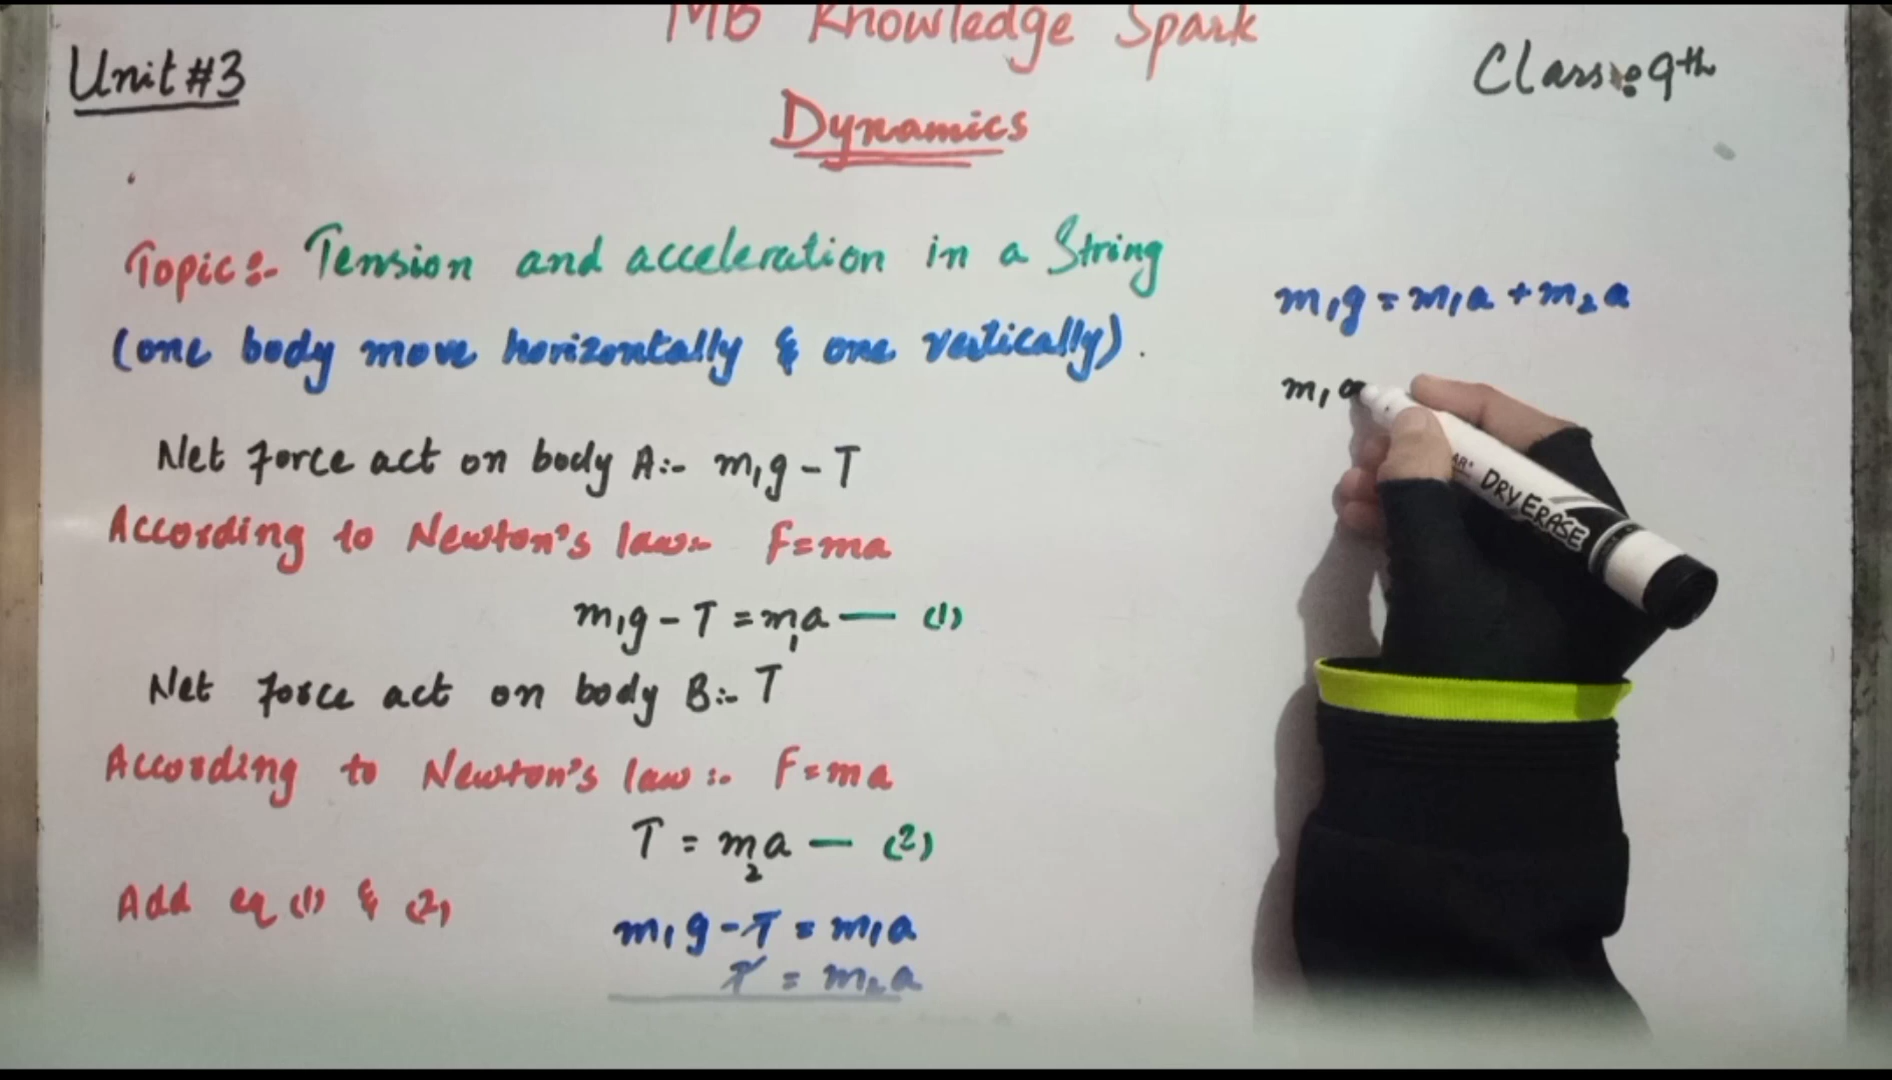 MB Knowledge Spark
Unit #3
Class: 9th
Dynamics
Topic:- Tension and acceleration in a String
(one body move horizontally & one vertically).
Net force act on body A:- m₁g - T
According to Newton's law:- F=ma
m₁g - T = m₁a — (1)
Net force act on body B:- T
According to Newton's law:- F=ma
T = m₂a — (2)
Add eq (1) & (2)
m₁g - T = m₁a
T = m₂a
m₁g = m₁a + m₂a
m₁
DRY ERASE